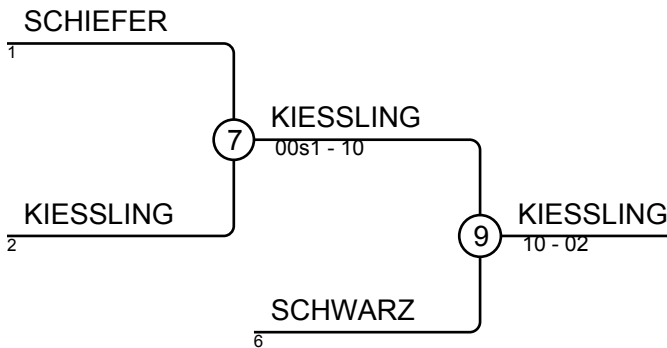 SCHIEFER
1
7
KIESSLING
00s1 - 10
KIESSLING
2
9
KIESSLING
10 - 02
SCHWARZ
6